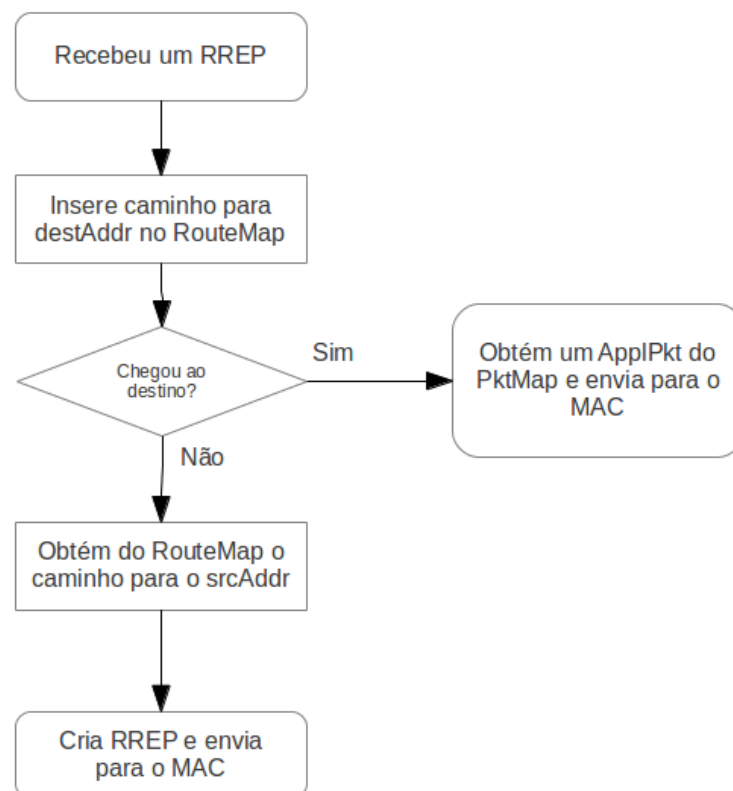 Recebeu um RREP
Insere caminho para
destAddr no RouteMap
Chegou ao
destino?
Sim
Obtém um ApplPkt do
PktMap e envia para o
MAC
Não
Obtém do RouteMap o
caminho para o srcAddr
Cria RREP e envia
para o MAC